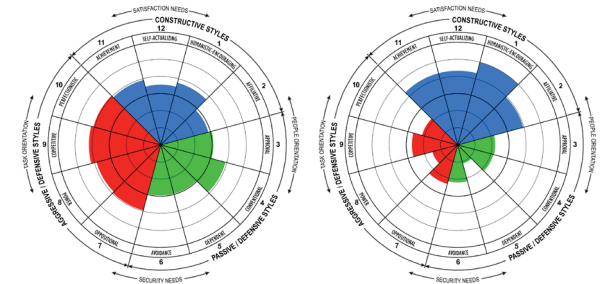 SATISFACTION NEEDS
CONSTRUCTIVE STYLES
12
SELF-ACTUALIZING
11
ACHIEVEMENT
1
HUMANISTIC-ENCOURAGING
10
PERFECTIONISTIC
2
AFFILIATIVE
TASK ORIENTATION
9
COMPETITIVE
3
APPROVAL
PEOPLE ORIENTATION
AGGRESSIVE / DEFENSIVE STYLES
8
POWER
4
CONVENTIONAL
7
OPPOSITIONAL
5
DEPENDENT
PASSIVE / DEFENSIVE STYLES
AVOIDANCE
6
SECURITY NEEDS
SATISFACTION NEEDS
CONSTRUCTIVE STYLES
12
SELF-ACTUALIZING
11
ACHIEVEMENT
1
HUMANISTIC-ENCOURAGING
10
PERFECTIONISTIC
2
AFFILIATIVE
TASK ORIENTATION
9
COMPETITIVE
3
APPROVAL
PEOPLE ORIENTATION
AGGRESSIVE / DEFENSIVE STYLES
8
POWER
4
CONVENTIONAL
7
OPPOSITIONAL
5
DEPENDENT
PASSIVE / DEFENSIVE STYLES
AVOIDANCE
6
SECURITY NEEDS